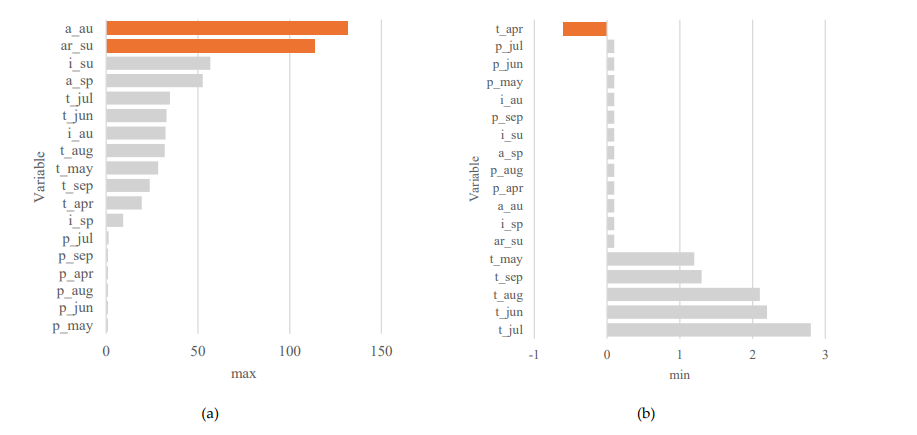 a_au
ar_su
i_su
a_sp
t_jul
t_jun
i_au
t_aug
t_may
t_sep
t_apr
i_sp
p_jul
p_sep
p_apr
p_aug
p_jun
p_may
Variable
0 50 100 150
max
(a)
t_apr
p_jul
p_jun
p_may
i_au
p_sep
i_su
a_sp
p_aug
p_apr
a_au
i_sp
ar_su
t_may
t_sep
t_aug
t_jun
t_jul
Variable
-1 0 1 2 3
min
(b)